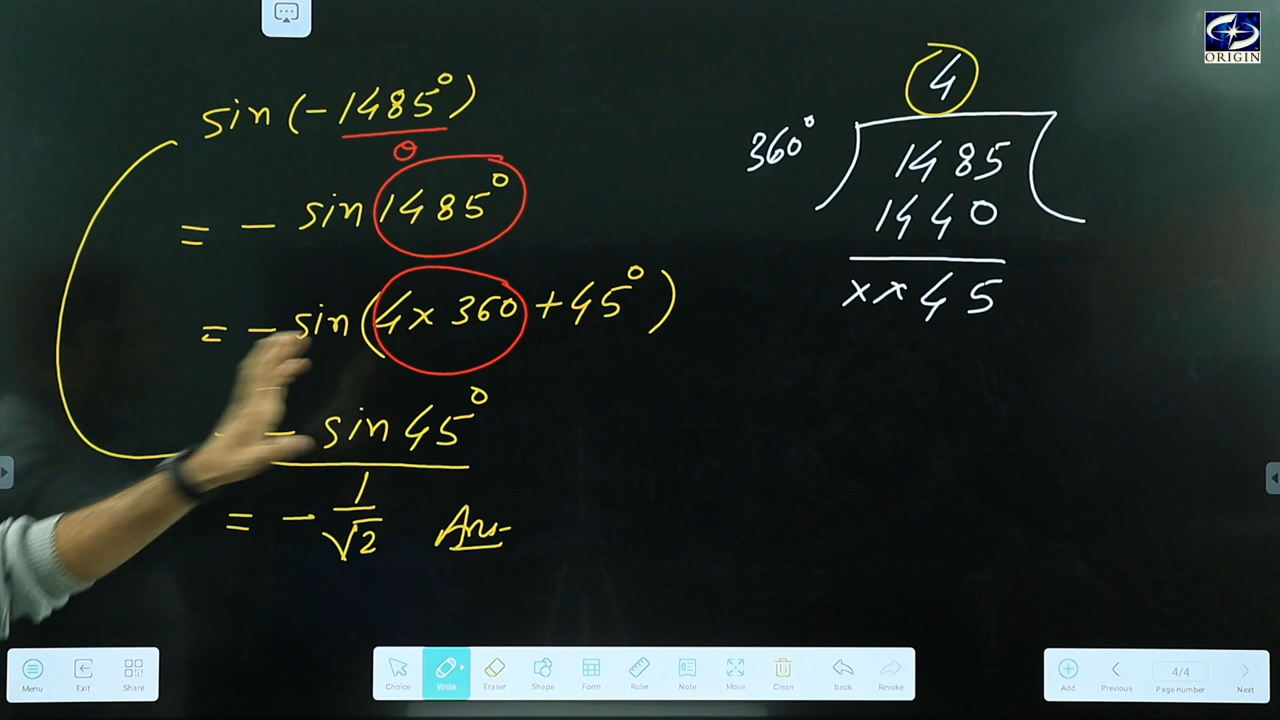 sin(-1485°)
θ
= - sin 1485°
= - sin(4 × 360 + 45°)
- sin 45°
= - 1/√2 Ans-
4
360° ) 1485 (
1440
××45
ORIGIN
Menu Exit Share
Choice Write Eraser Shape Form Ruler Note Move Clean back Revoke
Add Previous 4/4 Page number Next